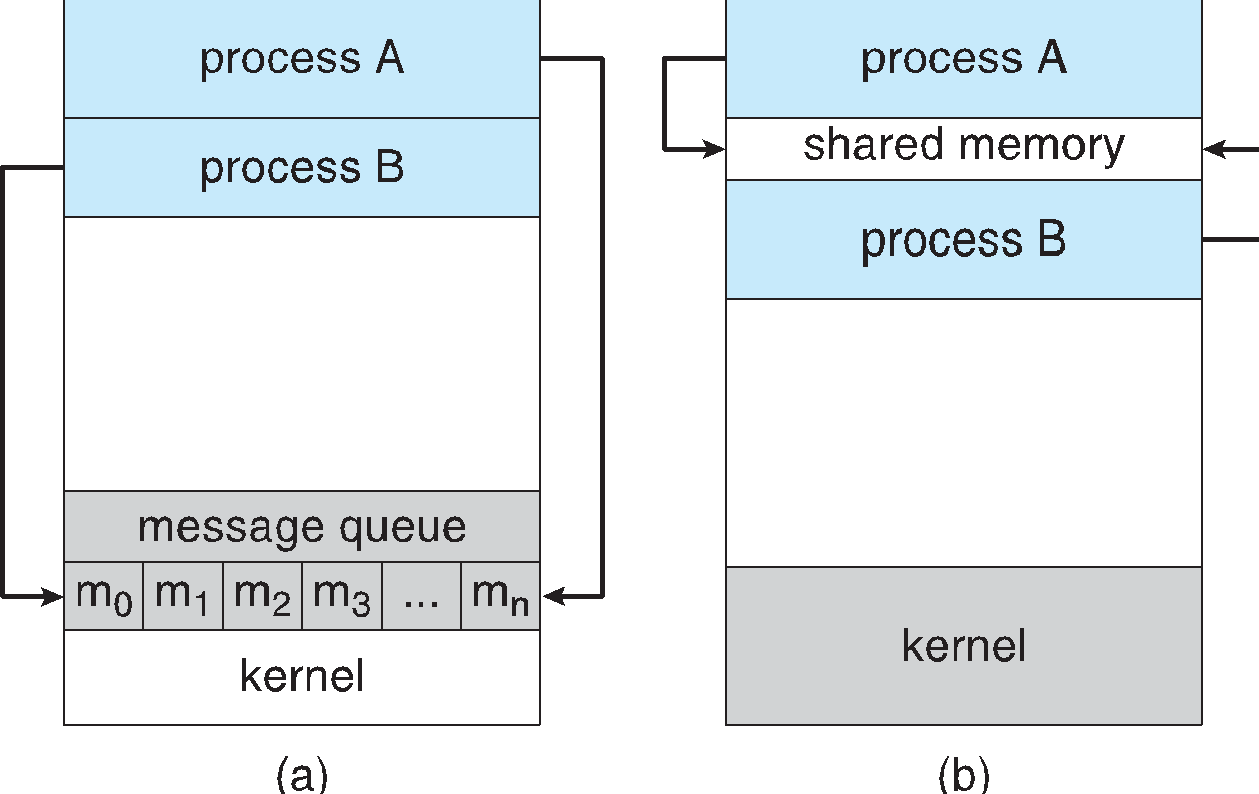 process A
process B
message queue
m0 m1 m2 m3 ... mn
kernel
(a)
process A
shared memory
process B
kernel
(b)